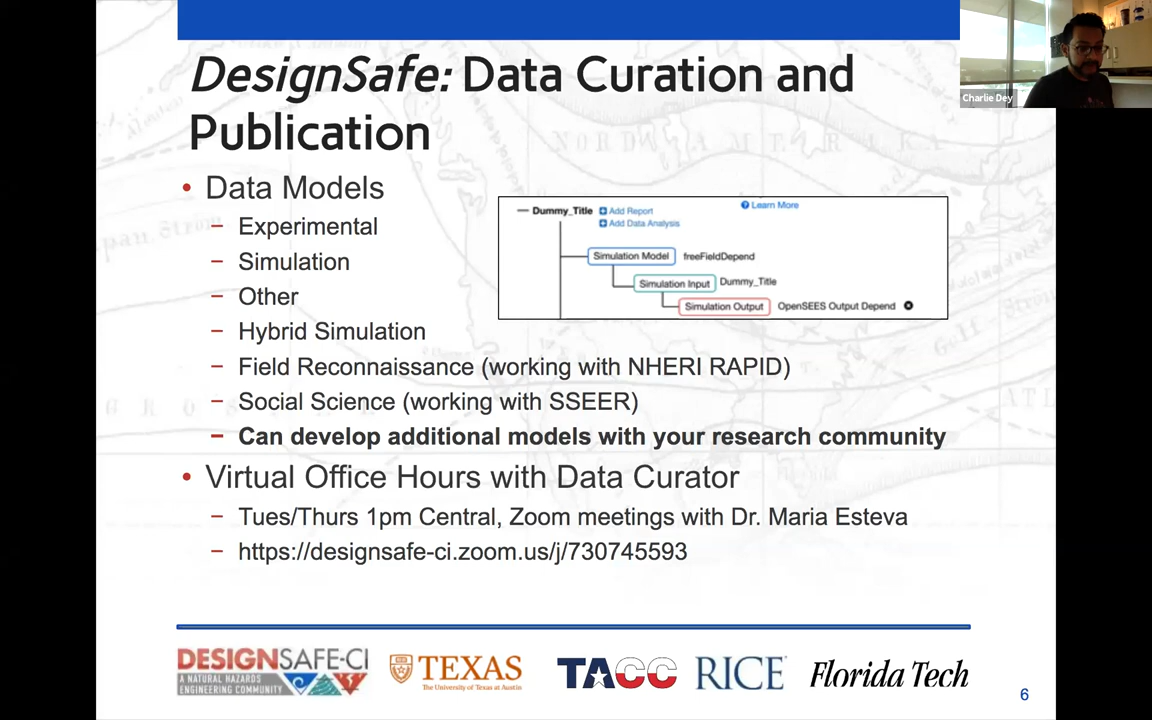 DesignSafe: Data Curation and
Publication
Charlie Dey
• Data Models
– Experimental
– Simulation
– Other
– Hybrid Simulation
– Field Reconnaissance (working with NHERI RAPID)
– Social Science (working with SSEER)
– Can develop additional models with your research community
Dummy_Title Add Report
Add Data Analysis
Learn More
Simulation Model freeFieldDepend
Simulation Input Dummy_Title
Simulation Output OpenSEES Output Depend
• Virtual Office Hours with Data Curator
– Tues/Thurs 1pm Central, Zoom meetings with Dr. Maria Esteva
– https://designsafe-ci.zoom.us/j/730745593
DESIGNSAFE-CI
A NATURAL HAZARDS
ENGINEERING COMMUNITY
TEXAS
The University of Texas at Austin
TACC
RICE
Florida Tech
6